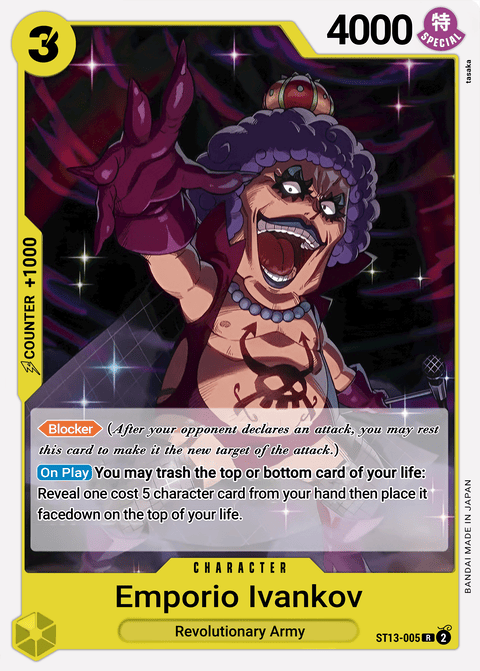 3
4000
特
SPECIAL
tasaka
COUNTER +1000
Blocker (After your opponent declares an attack, you may rest
this card to make it the new target of the attack.)
On Play You may trash the top or bottom card of your life:
Reveal one cost 5 character card from your hand then place it
facedown on the top of your life.
BANDAI MADE IN JAPAN
CHARACTER
Emporio Ivankov
Revolutionary Army
ST13-005 R 2